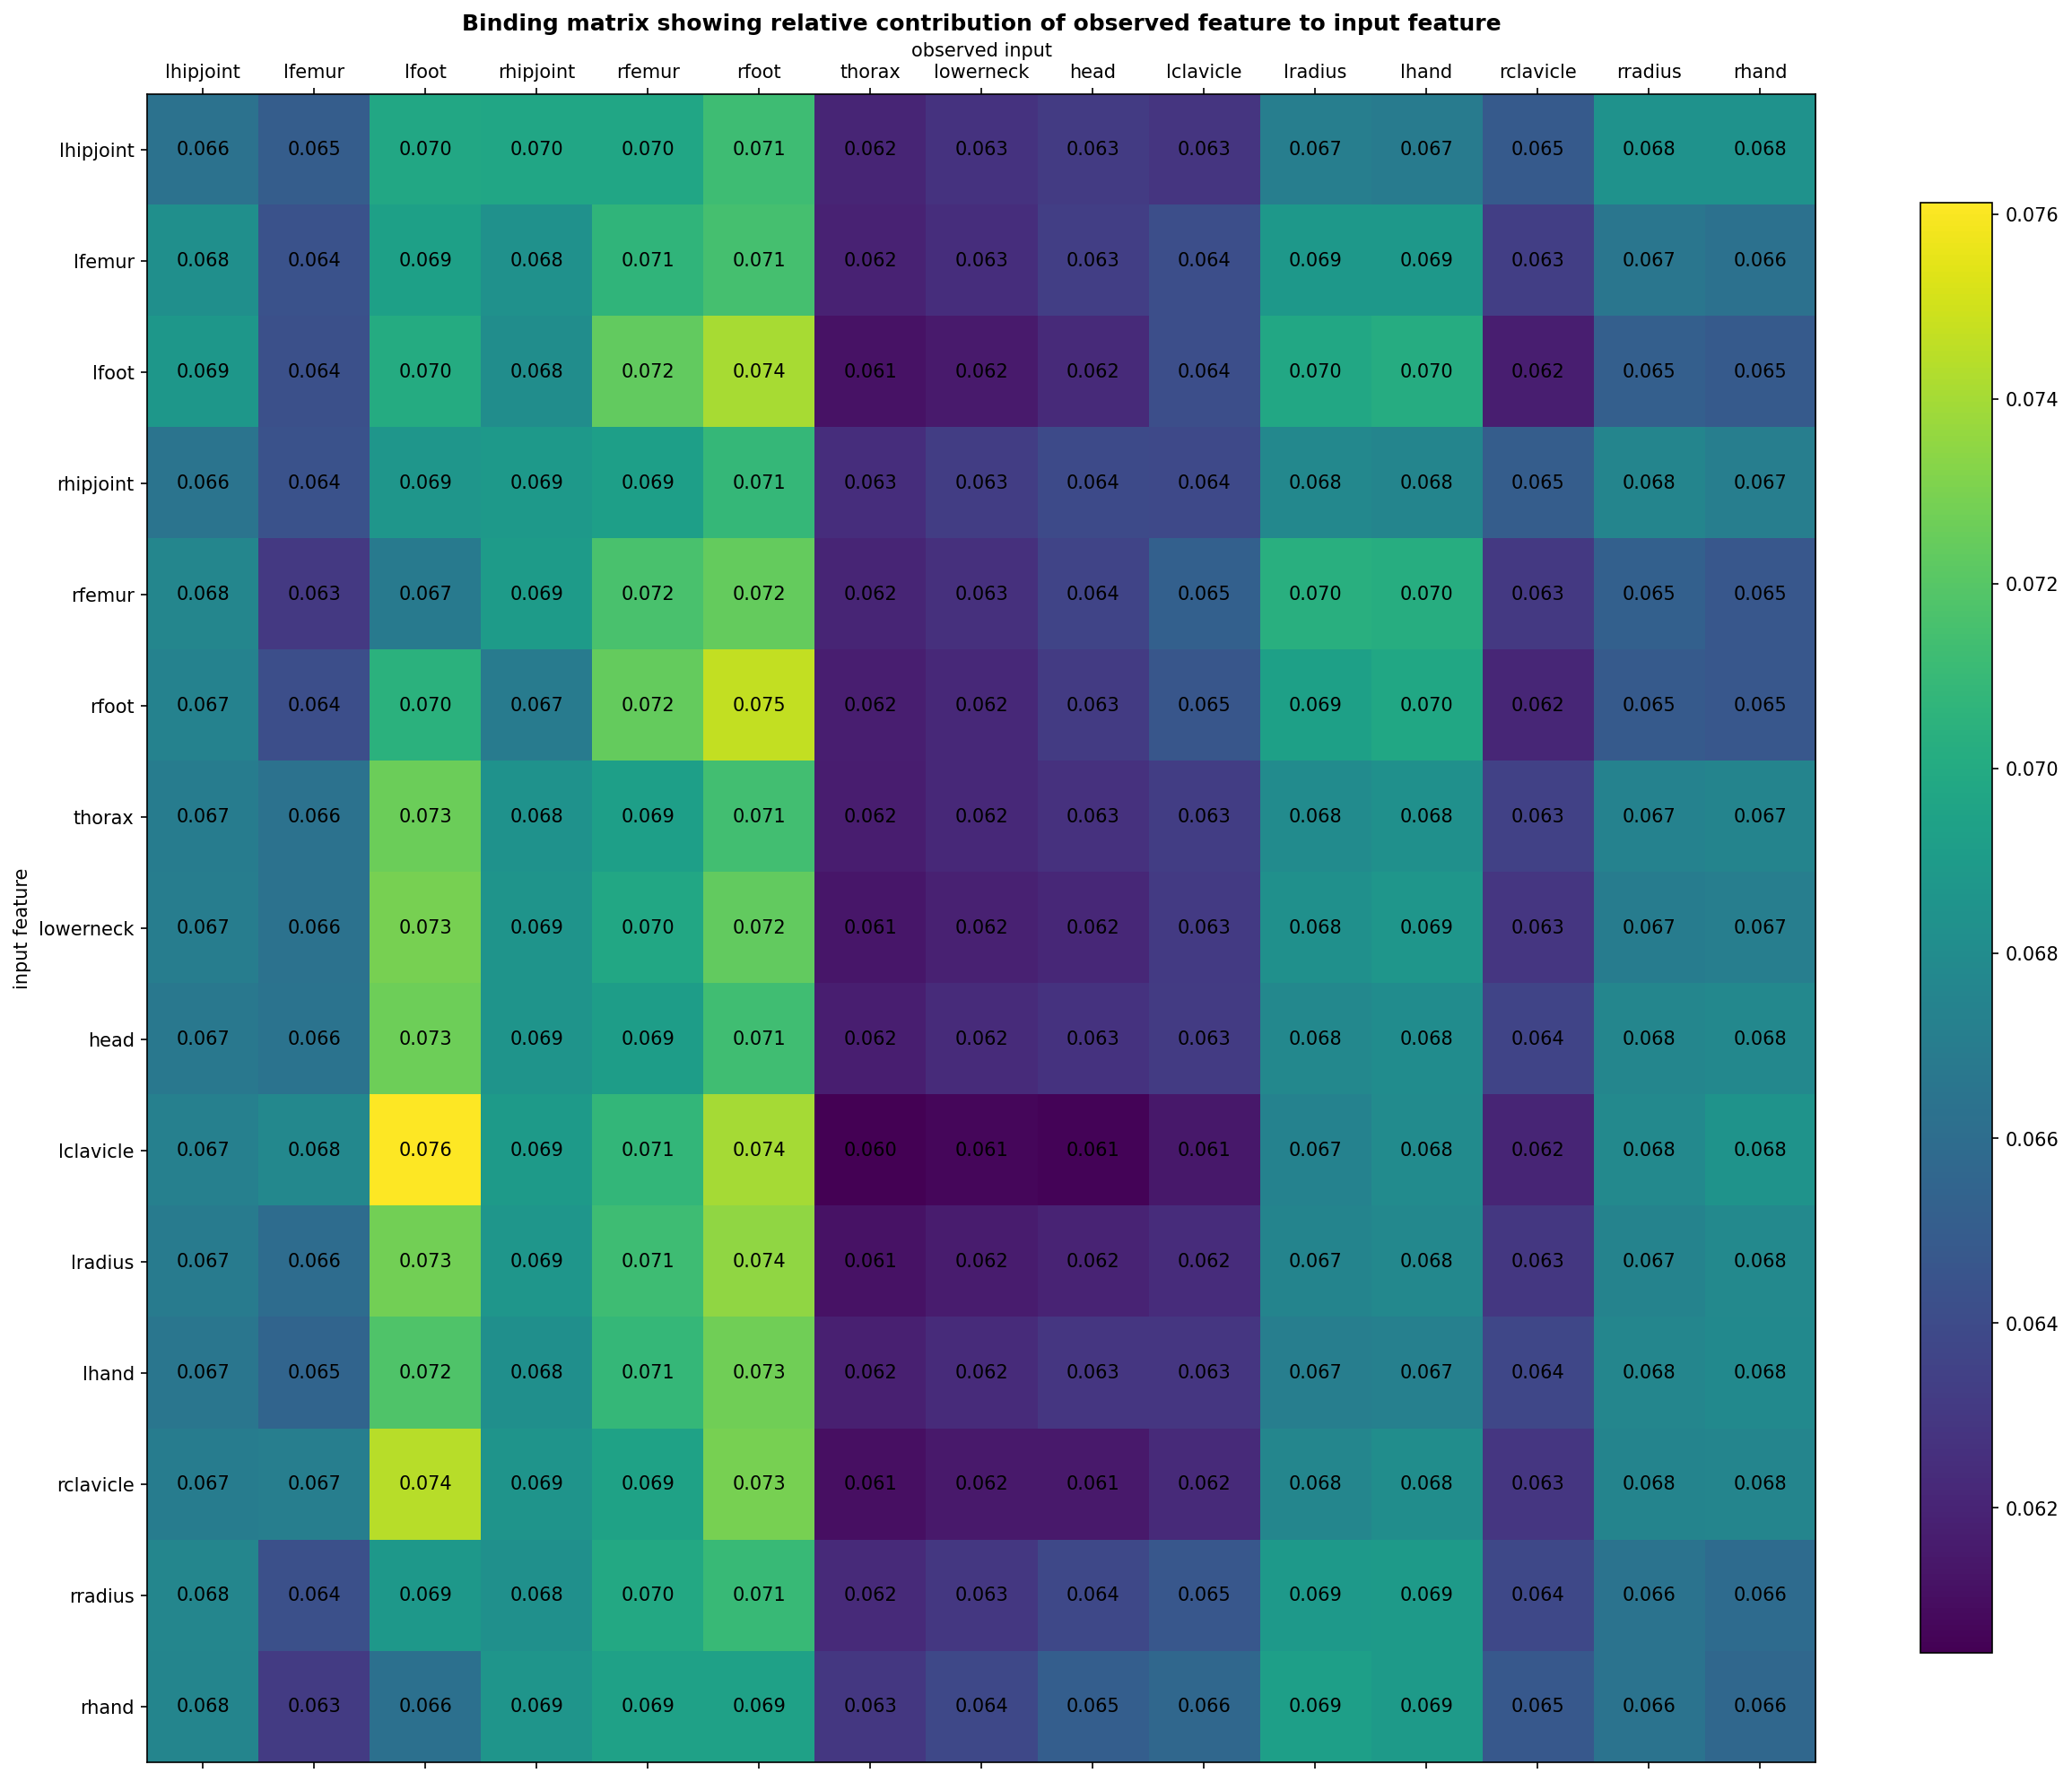 Binding matrix showing relative contribution of observed feature to input feature
observed input
lhipjoint lfemur lfoot rhipjoint rfemur rfoot thorax lowerneck head lclavicle lradius lhand rclavicle rradius rhand
lhipjoint 0.066 0.065 0.070 0.070 0.070 0.071 0.062 0.063 0.063 0.063 0.067 0.067 0.065 0.068 0.068
lfemur 0.068 0.064 0.069 0.068 0.071 0.071 0.062 0.063 0.063 0.064 0.069 0.069 0.063 0.067 0.066
lfoot 0.069 0.064 0.070 0.068 0.072 0.074 0.061 0.062 0.062 0.064 0.070 0.070 0.062 0.065 0.065
rhipjoint 0.066 0.064 0.069 0.069 0.069 0.071 0.063 0.063 0.064 0.064 0.068 0.068 0.065 0.068 0.067
rfemur 0.068 0.063 0.067 0.069 0.072 0.072 0.062 0.063 0.064 0.065 0.070 0.070 0.063 0.065 0.065
rfoot 0.067 0.064 0.070 0.067 0.072 0.075 0.062 0.062 0.063 0.065 0.069 0.070 0.062 0.065 0.065
thorax 0.067 0.066 0.073 0.068 0.069 0.071 0.062 0.062 0.063 0.063 0.068 0.068 0.063 0.067 0.067
lowerneck 0.067 0.066 0.073 0.069 0.070 0.072 0.061 0.062 0.062 0.063 0.068 0.069 0.063 0.067 0.067
head 0.067 0.066 0.073 0.069 0.069 0.071 0.062 0.062 0.063 0.063 0.068 0.068 0.064 0.068 0.068
lclavicle 0.067 0.068 0.076 0.069 0.071 0.074 0.060 0.061 0.061 0.061 0.067 0.068 0.062 0.068 0.068
lradius 0.067 0.066 0.073 0.069 0.071 0.074 0.061 0.062 0.062 0.062 0.067 0.068 0.063 0.067 0.068
lhand 0.067 0.065 0.072 0.068 0.071 0.073 0.062 0.062 0.063 0.063 0.067 0.067 0.064 0.068 0.068
rclavicle 0.067 0.067 0.074 0.069 0.069 0.073 0.061 0.062 0.061 0.062 0.068 0.068 0.063 0.068 0.068
rradius 0.068 0.064 0.069 0.068 0.070 0.071 0.062 0.063 0.064 0.065 0.069 0.069 0.064 0.066 0.066
rhand 0.068 0.063 0.066 0.069 0.069 0.069 0.063 0.064 0.065 0.066 0.069 0.069 0.065 0.066 0.066
input feature
0.076
0.074
0.072
0.070
0.068
0.066
0.064
0.062